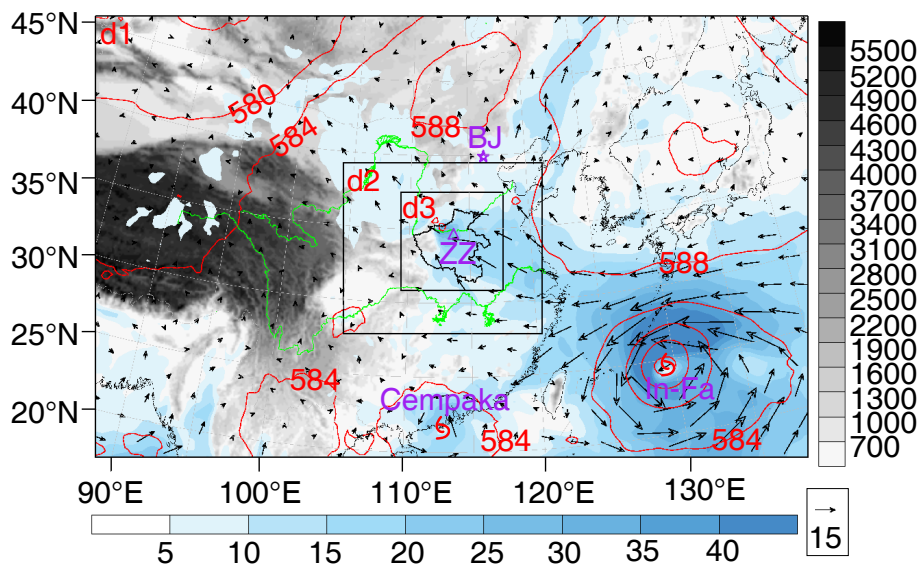 45°N
d1
5500
5200
40°N
580
4900
584
588
4600
BJ
4300
35°N
d2
4000
3700
d3
3400
30°N
ZZ
3100
588
2800
2500
25°N
2200
1900
584
Cempaka
In-Fa
1600
20°N
1300
584
584
1000
700
90°E
100°E
110°E
120°E
130°E
15
5
10
15
20
25
30
35
40